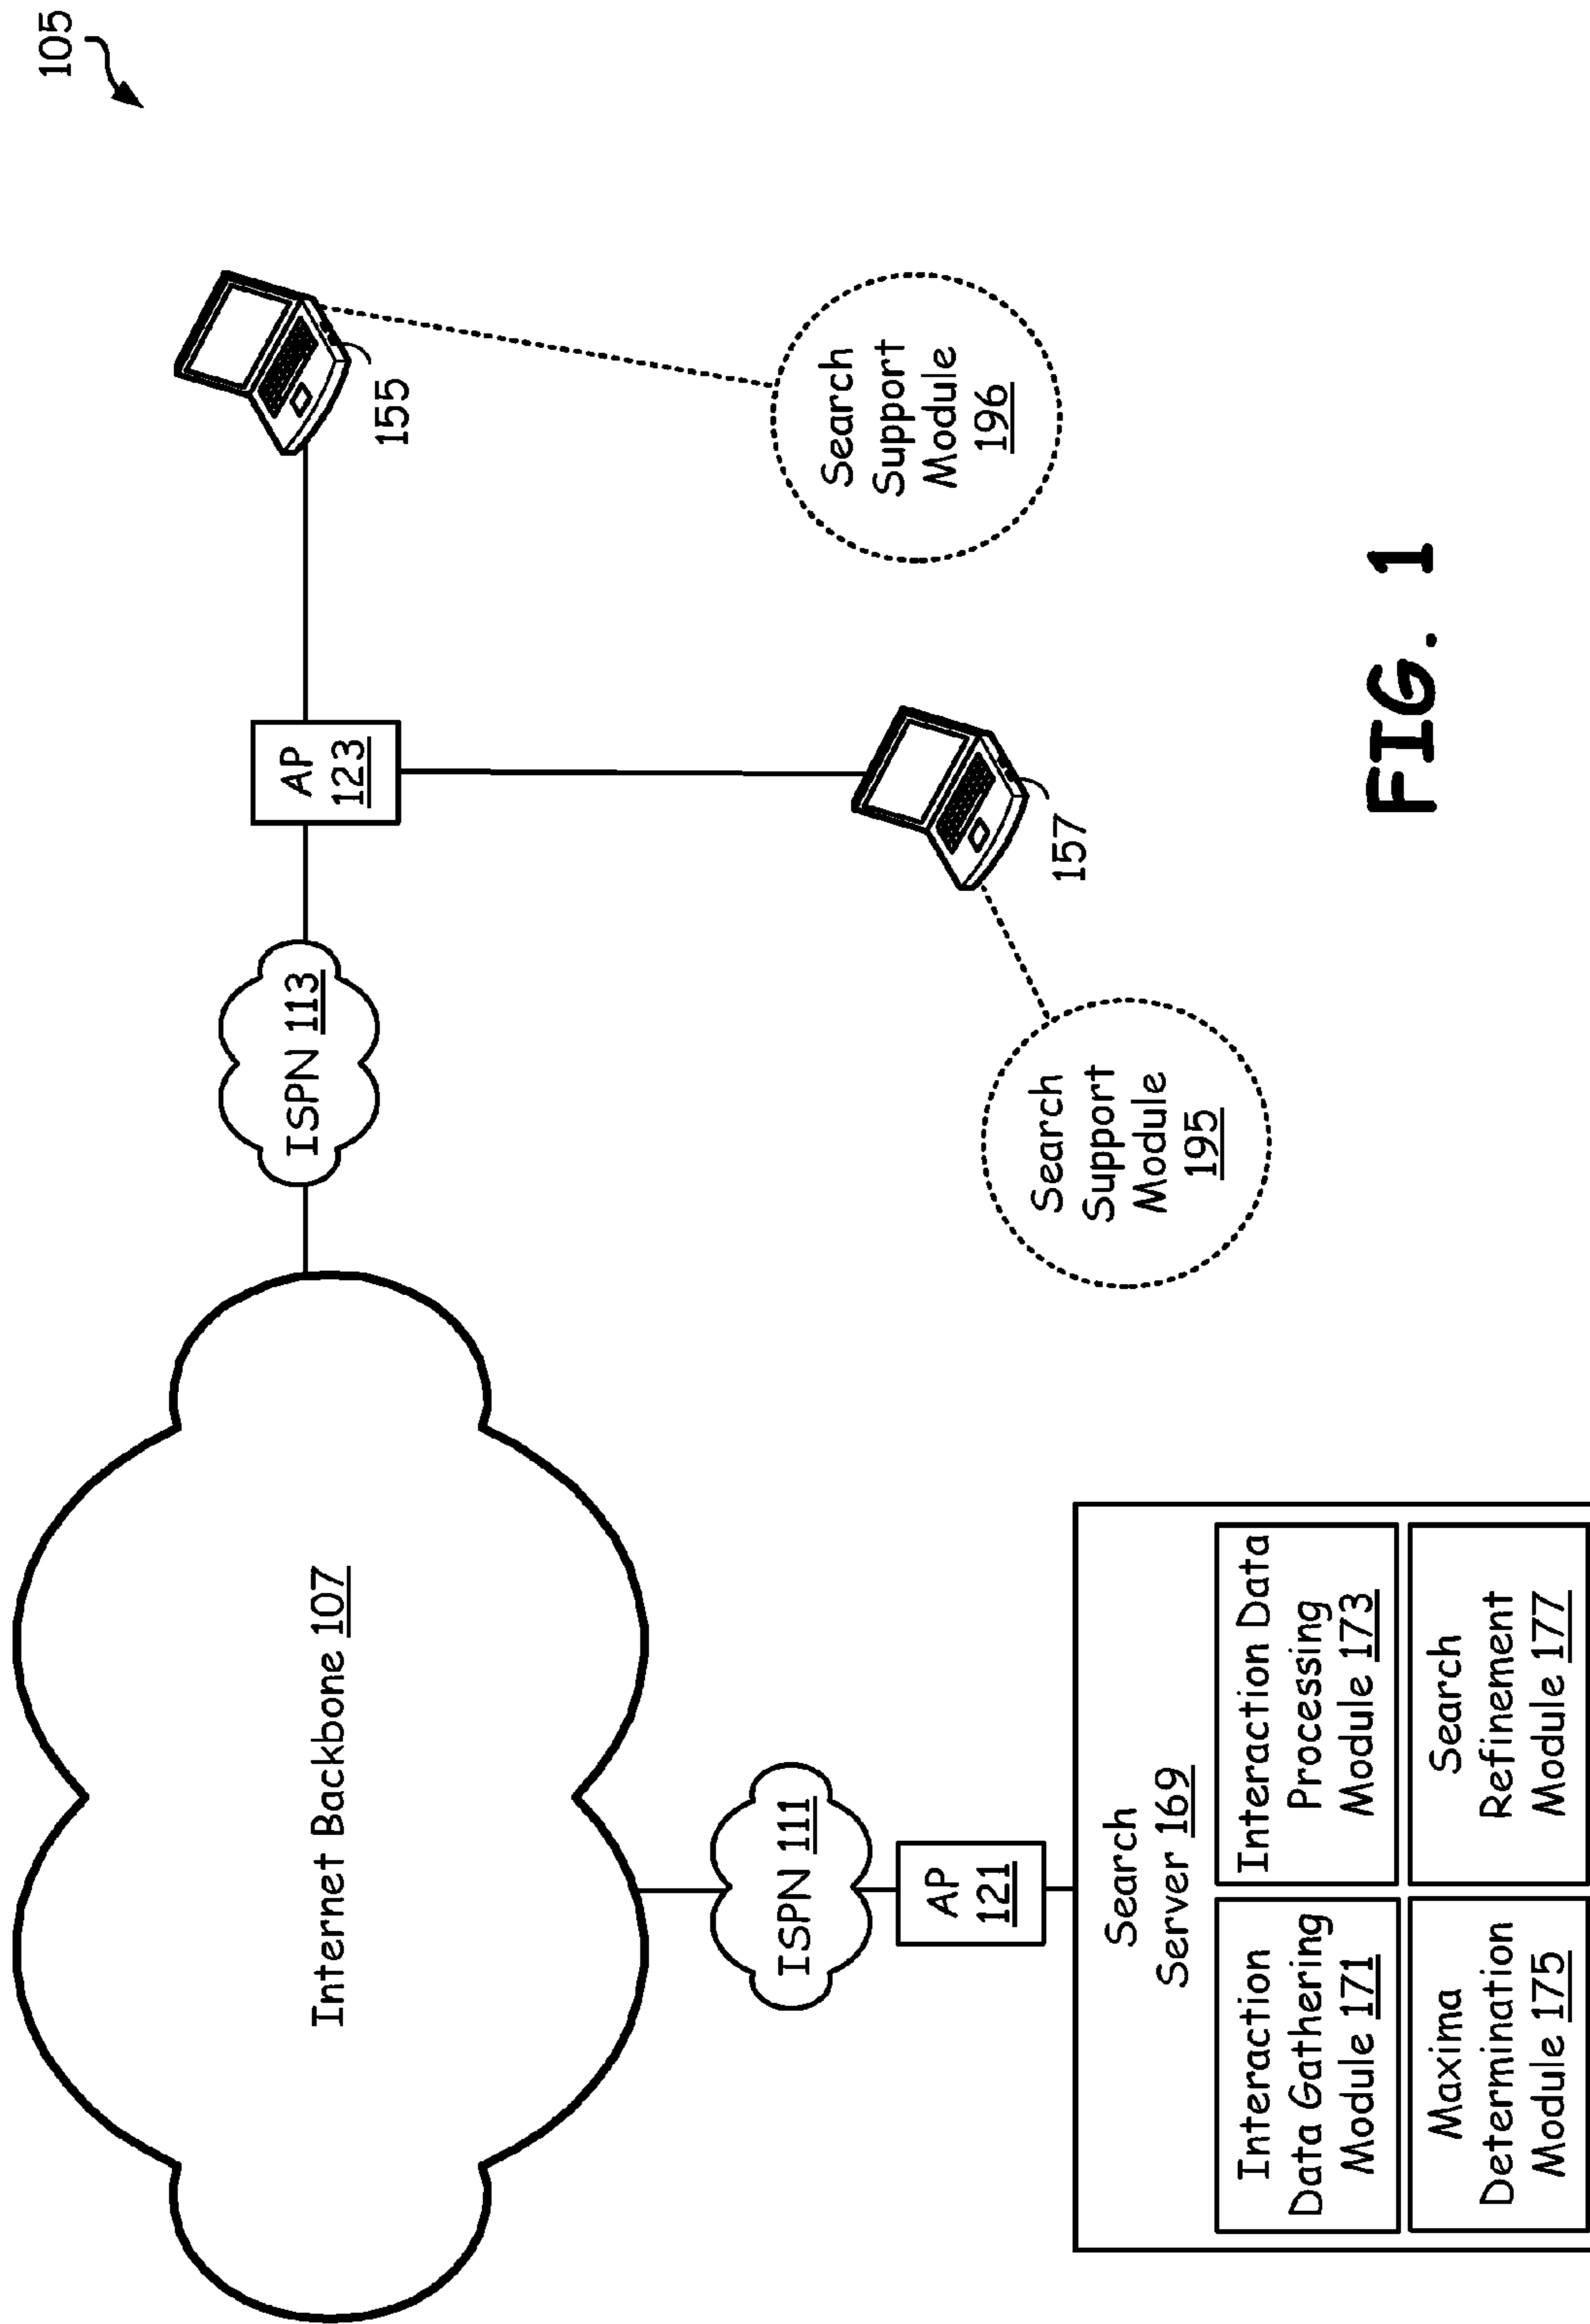 105
Internet Backbone 107
ISPN 113
AP
123
155
Search
Support
Module
196
157
Search
Support
Module
195
ISPN 111
AP
121
Search
Server 169
Interaction
Data Gathering
Module 171
Interaction Data
Processing
Module 173
Maxima
Determination
Module 175
Search
Refinement
Module 177
FIG. 1